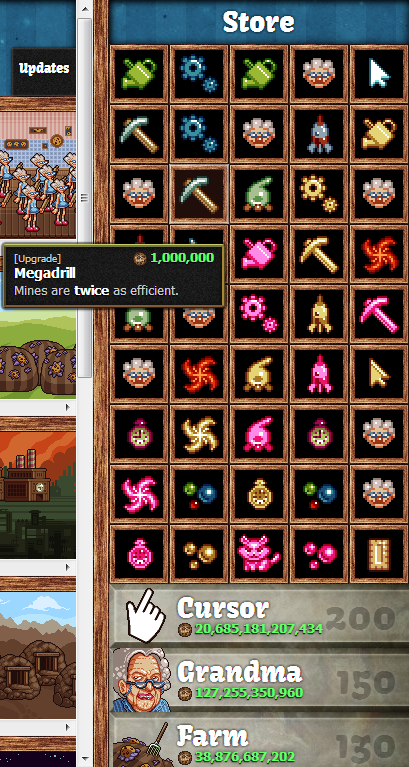 Store
Updates
[Upgrade] 1,000,000
Megadrill
Mines are twice as efficient.
Cursor 200
20,685,181,207,434
Grandma 150
127,255,350,960
Farm 130
38,876,687,202